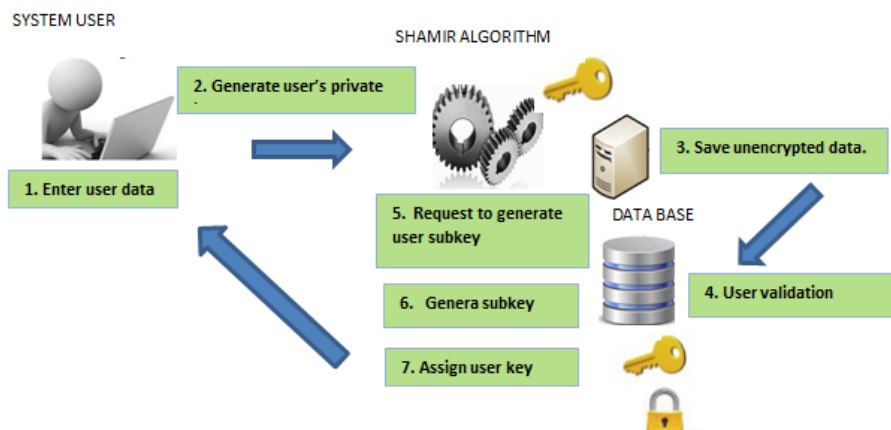 SYSTEM USER
SHAMIR ALGORITHM
2. Generate user's private
3. Save unencrypted data.
1. Enter user data
5. Request to generate
user subkey
DATA BASE
4. User validation
6. Genera subkey
7. Assign user key